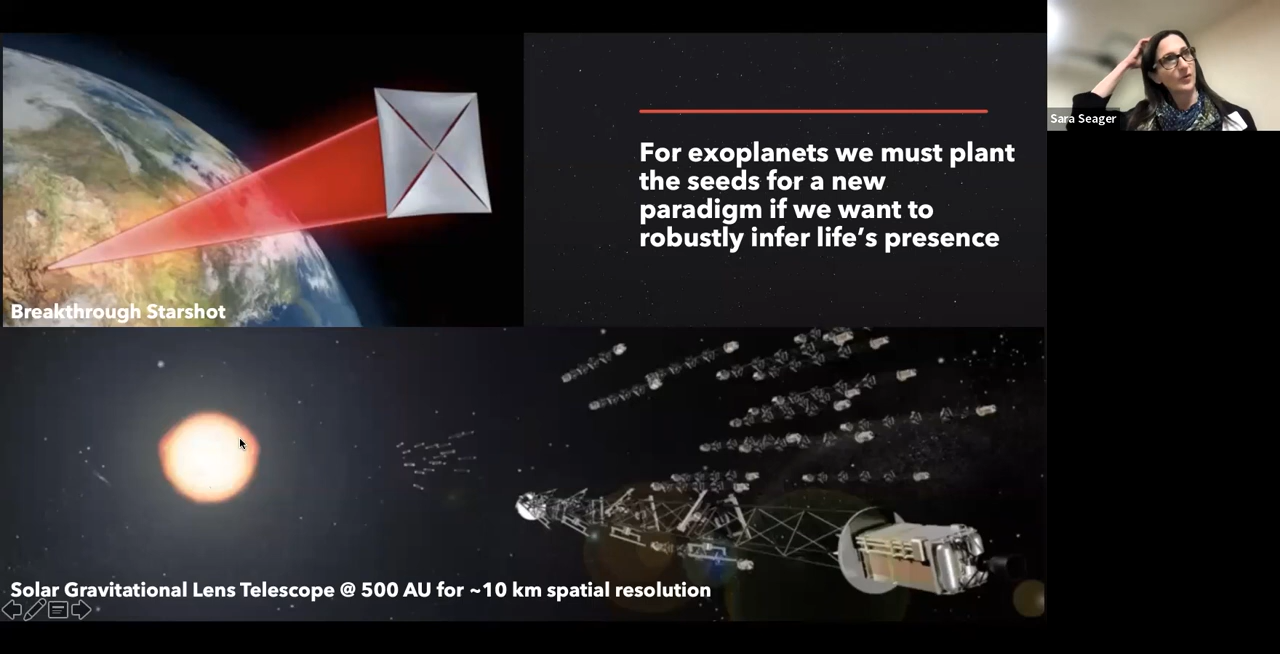 For exoplanets we must plant
the seeds for a new
paradigm if we want to
robustly infer life’s presence
Sara Seager
Breakthrough Starshot
Solar Gravitational Lens Telescope @ 500 AU for ~10 km spatial resolution